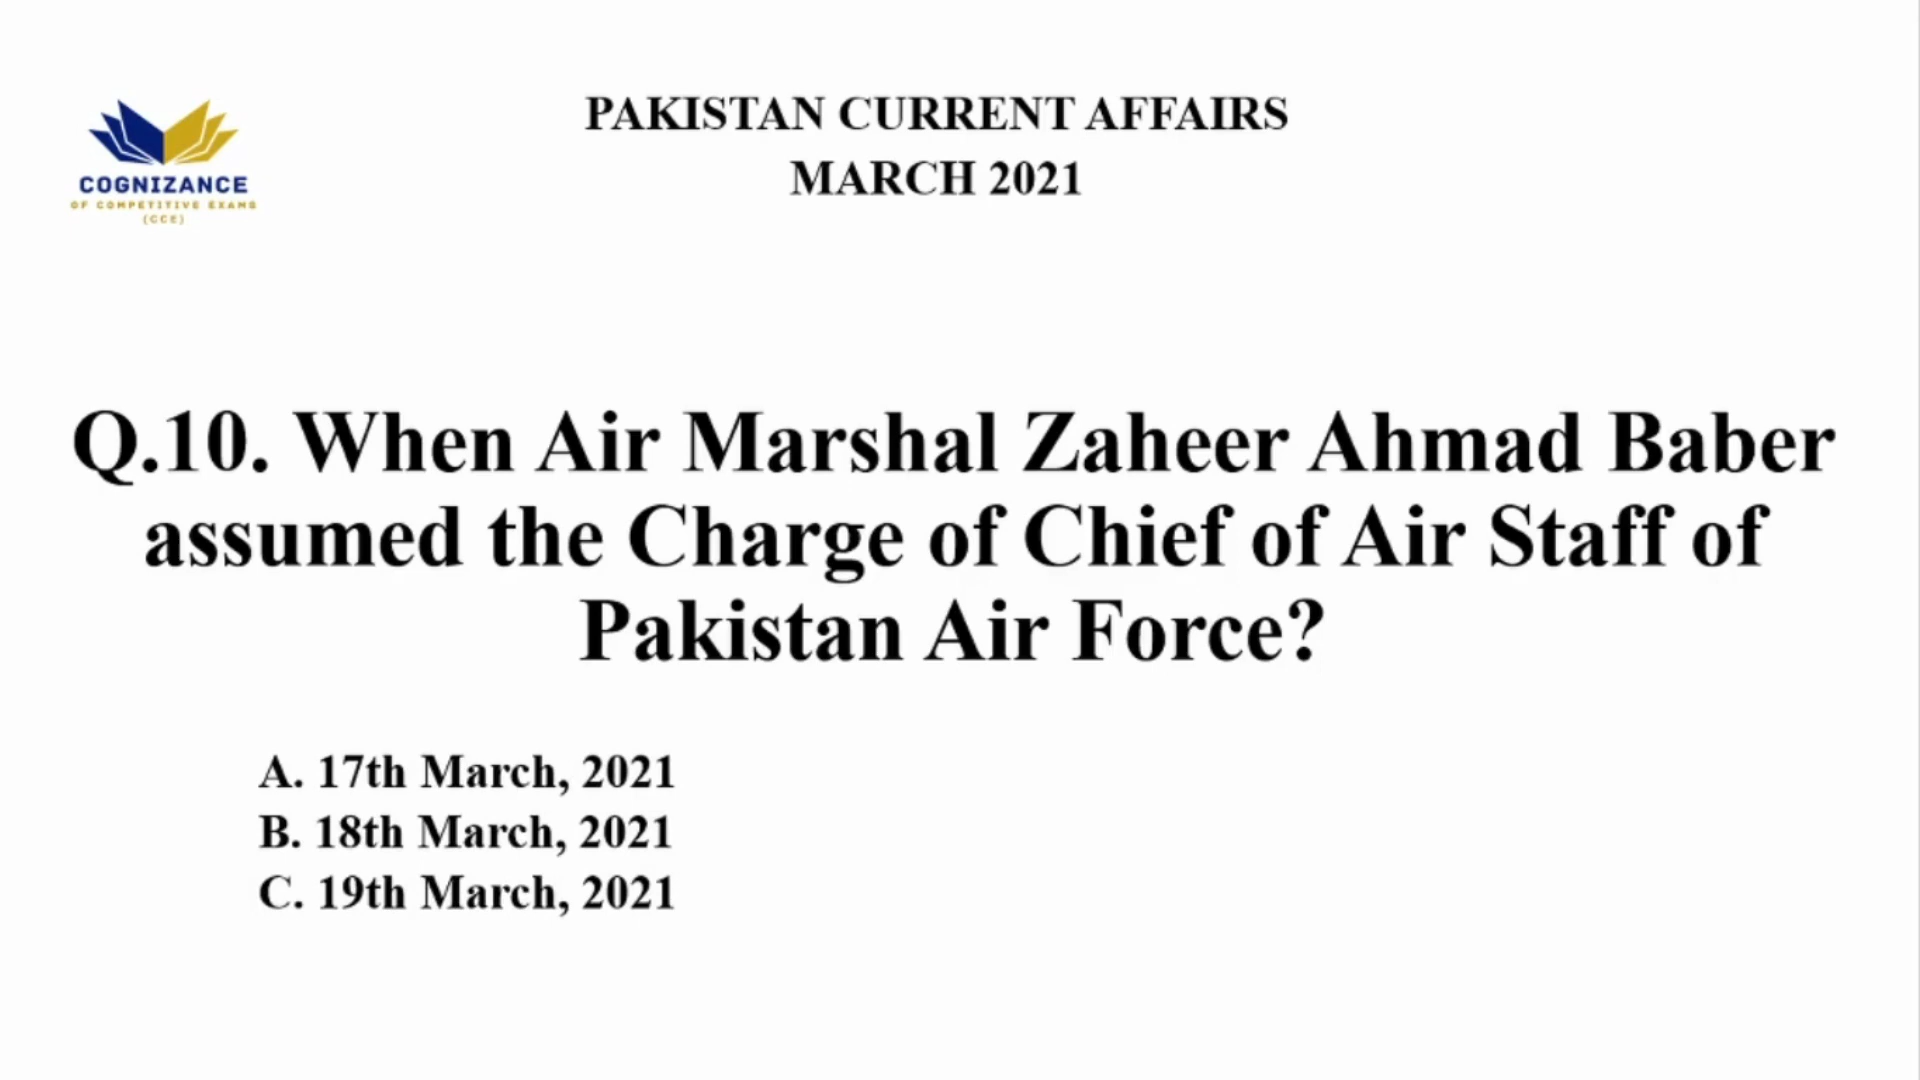 COGNIZANCE
OF COMPETITIVE EXAMS
(CCE)
PAKISTAN CURRENT AFFAIRS
MARCH 2021
Q.10. When Air Marshal Zaheer Ahmad Baber
assumed the Charge of Chief of Air Staff of
Pakistan Air Force?
A. 17th March, 2021
B. 18th March, 2021
C. 19th March, 2021